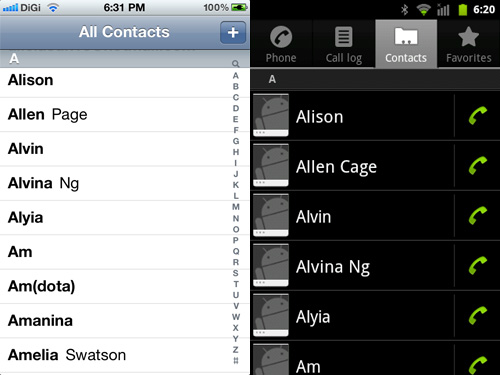 DiGi 6:31 PM 100%
All Contacts +
A
Alison
Allen Page
Alvin
Alvina Ng
Alyia
Am
Am(dota)
Amanina
Amelia Swatson
A
B
C
D
E
F
G
H
I
J
K
L
M
N
O
P
Q
R
S
T
U
V
W
X
Y
Z
#
6:20
Phone Call log Contacts Favorites
A
Alison
Allen Cage
Alvin
Alvina Ng
Alyia
Am